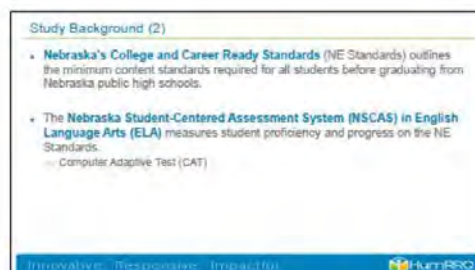 Study Background (2)
• Nebraska's College and Career Ready Standards (NE Standards) outlines
the minimum content standards required for all students before graduating from
Nebraska public high schools.
• The Nebraska Student-Centered Assessment System (NSCAS) in English
Language Arts (ELA) measures student proficiency and progress on the NE
Standards.
– Computer Adaptive Test (CAT)
Innovative. Responsive. Impactful. HumRRO